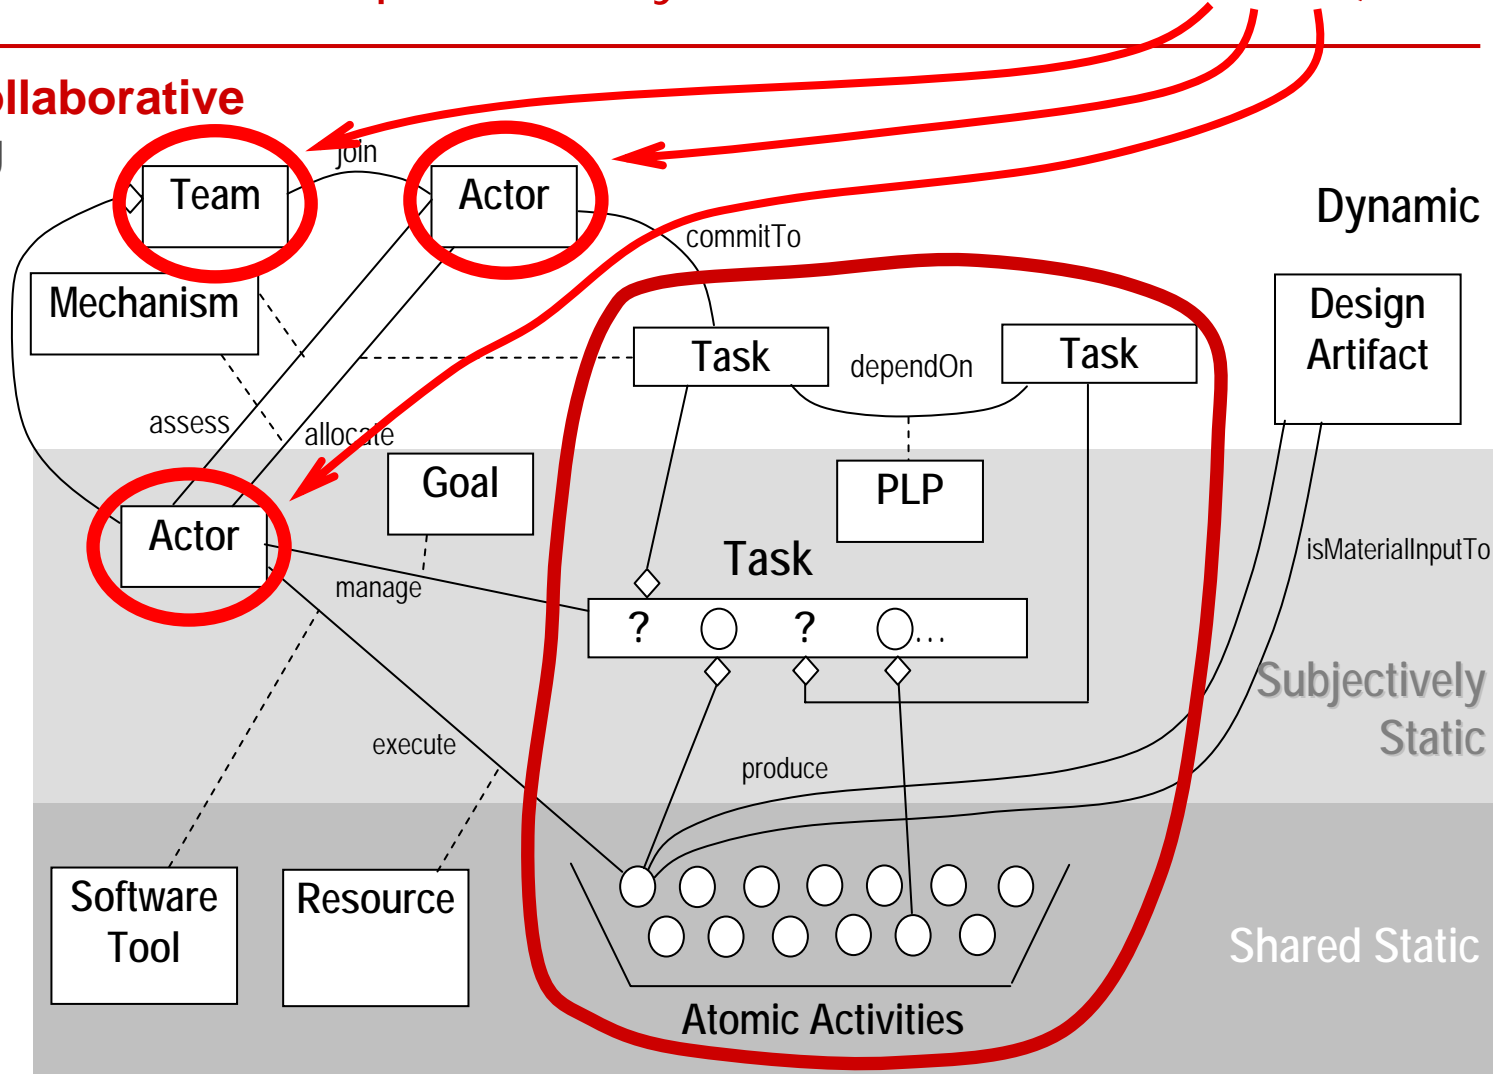 ollaborative
join
Team
Actor
Dynamic
commitTo
Mechanism
Design
Artifact
Task
dependOn
Task
assess
allocate
Goal
PLP
Actor
Task
isMaterialInputTo
manage
? ? ...
Subjectively
Static
execute
produce
Software
Tool
Resource
Shared Static
Atomic Activities